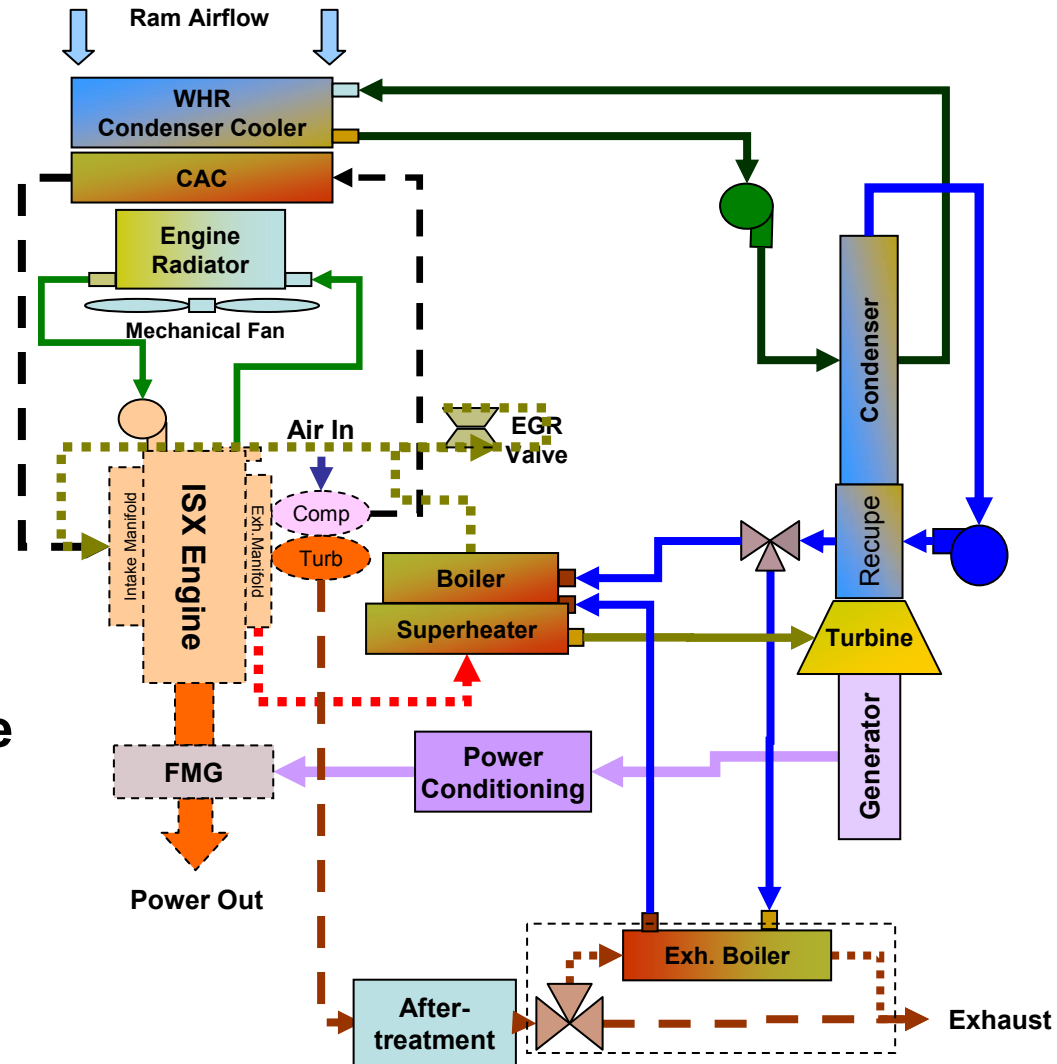 Ram Airflow
WHR
Condenser Cooler
CAC
Engine
Radiator
Mechanical Fan
Air In
EGR
Valve
Condenser
Intake Manifold
ISX Engine
Exh.Manifold
Comp
Turb
Boiler
Superheater
Recupe
Turbine
e
FMG
Power
Conditioning
Generator
Power Out
Exh. Boiler
After-
treatment
Exhaust